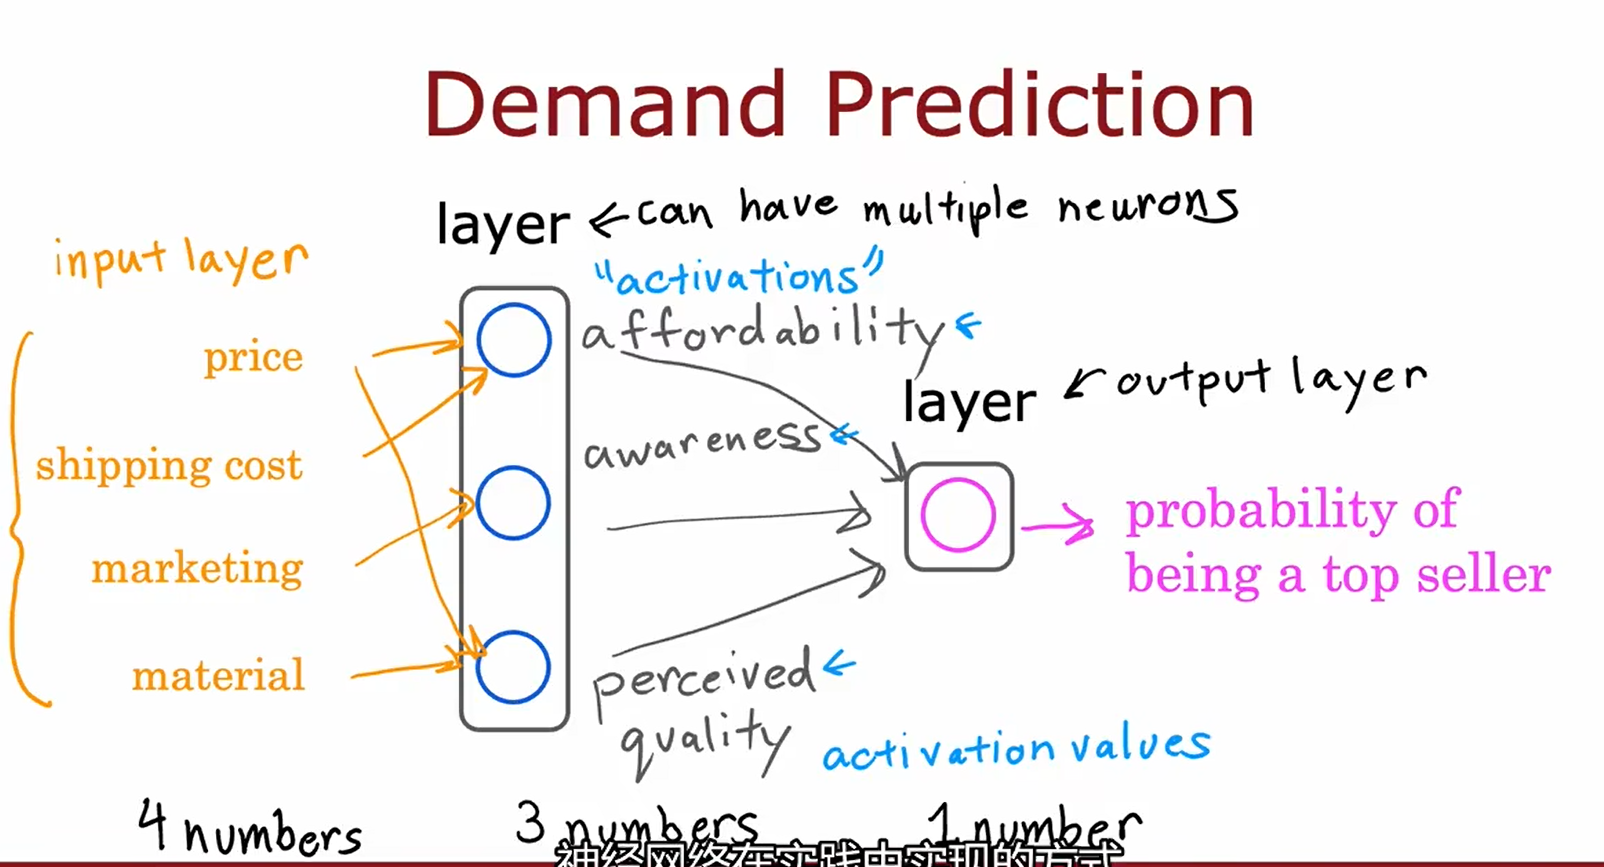 Demand Prediction
layer ← can have multiple neurons
input layer
"activations"
price
affordability ←
layer ← output layer
shipping cost
awareness ←
probability of
being a top seller
marketing
material
perceived ←
quality
activation values
4 numbers
3 numbers
1 number
神经网络在实践中实现的方式